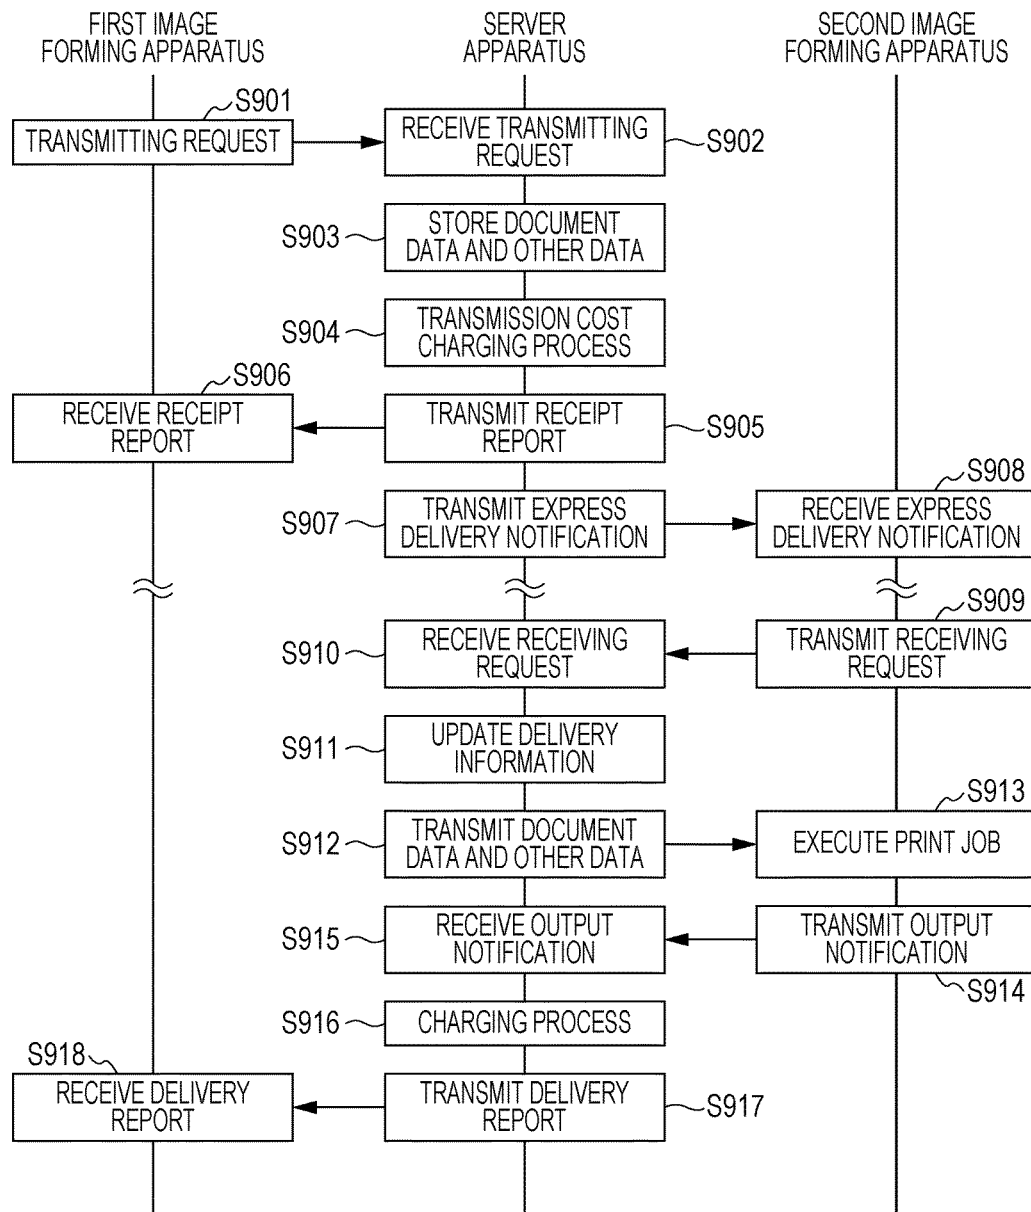 FIRST IMAGE
FORMING APPARATUS
SERVER
APPARATUS
SECOND IMAGE
FORMING APPARATUS
S901
TRANSMITTING REQUEST
RECEIVE TRANSMITTING
REQUEST
S902
S903
STORE DOCUMENT
DATA AND OTHER DATA
S904
TRANSMISSION COST
CHARGING PROCESS
S906
RECEIVE RECEIPT
REPORT
TRANSMIT RECEIPT
REPORT
S905
S907
TRANSMIT EXPRESS
DELIVERY NOTIFICATION
S908
RECEIVE EXPRESS
DELIVERY NOTIFICATION
S909
S910
RECEIVE RECEIVING
REQUEST
TRANSMIT RECEIVING
REQUEST
S911
UPDATE DELIVERY
INFORMATION
S912
TRANSMIT DOCUMENT
DATA AND OTHER DATA
S913
EXECUTE PRINT JOB
S915
RECEIVE OUTPUT
NOTIFICATION
TRANSMIT OUTPUT
NOTIFICATION
S914
S916
CHARGING PROCESS
S918
RECEIVE DELIVERY
REPORT
TRANSMIT DELIVERY
REPORT
S917